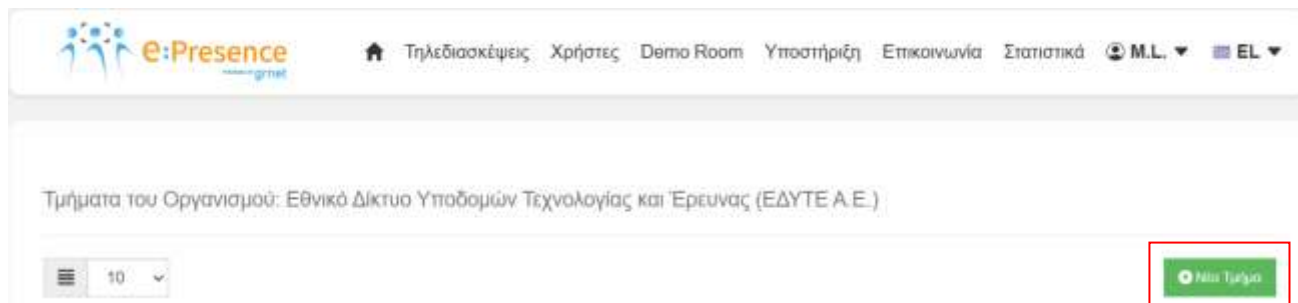 e:Presence
grnet
Τηλεδιασκέψεις Χρήστες Demo Room Υποστήριξη Επικοινωνία Στατιστικά M.L. EL
Τμήματα του Οργανισμού: Εθνικό Δίκτυο Υποδομών Τεχνολογίας και Έρευνας (ΕΔΥΤΕ Α.Ε.)
10
Νέο Τμήμα